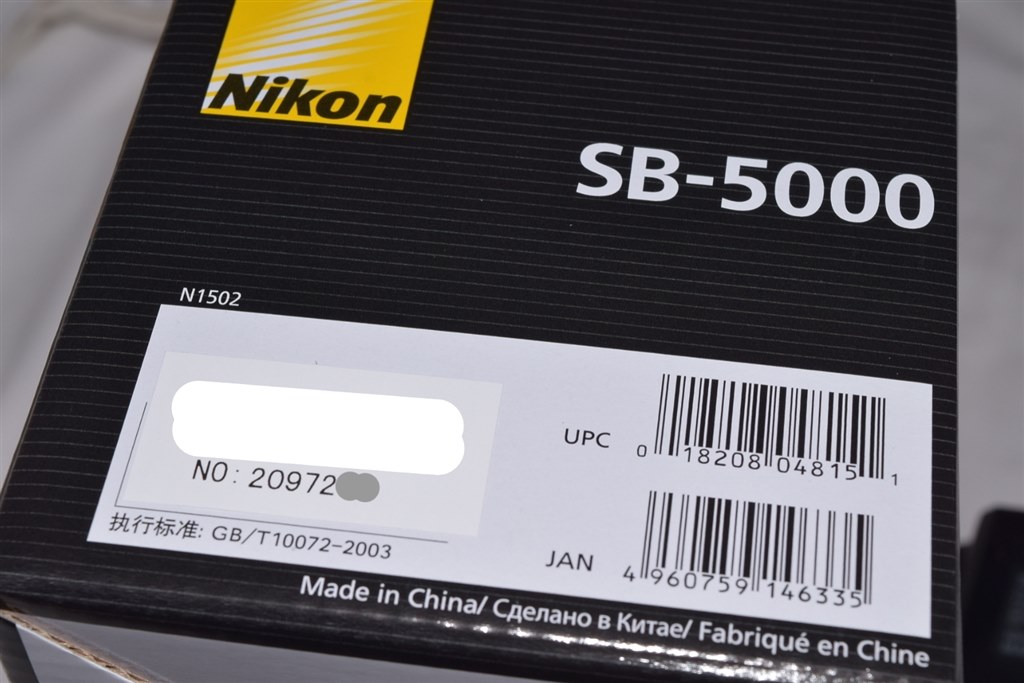 Nikon
SB-5000
N1502
UPC 0 18208 04815 1
NO: 20972
执行标准: GB/T10072-2003
JAN 4 960759 146335
Made in China/ Сделано в Китае/ Fabriqué en Chine